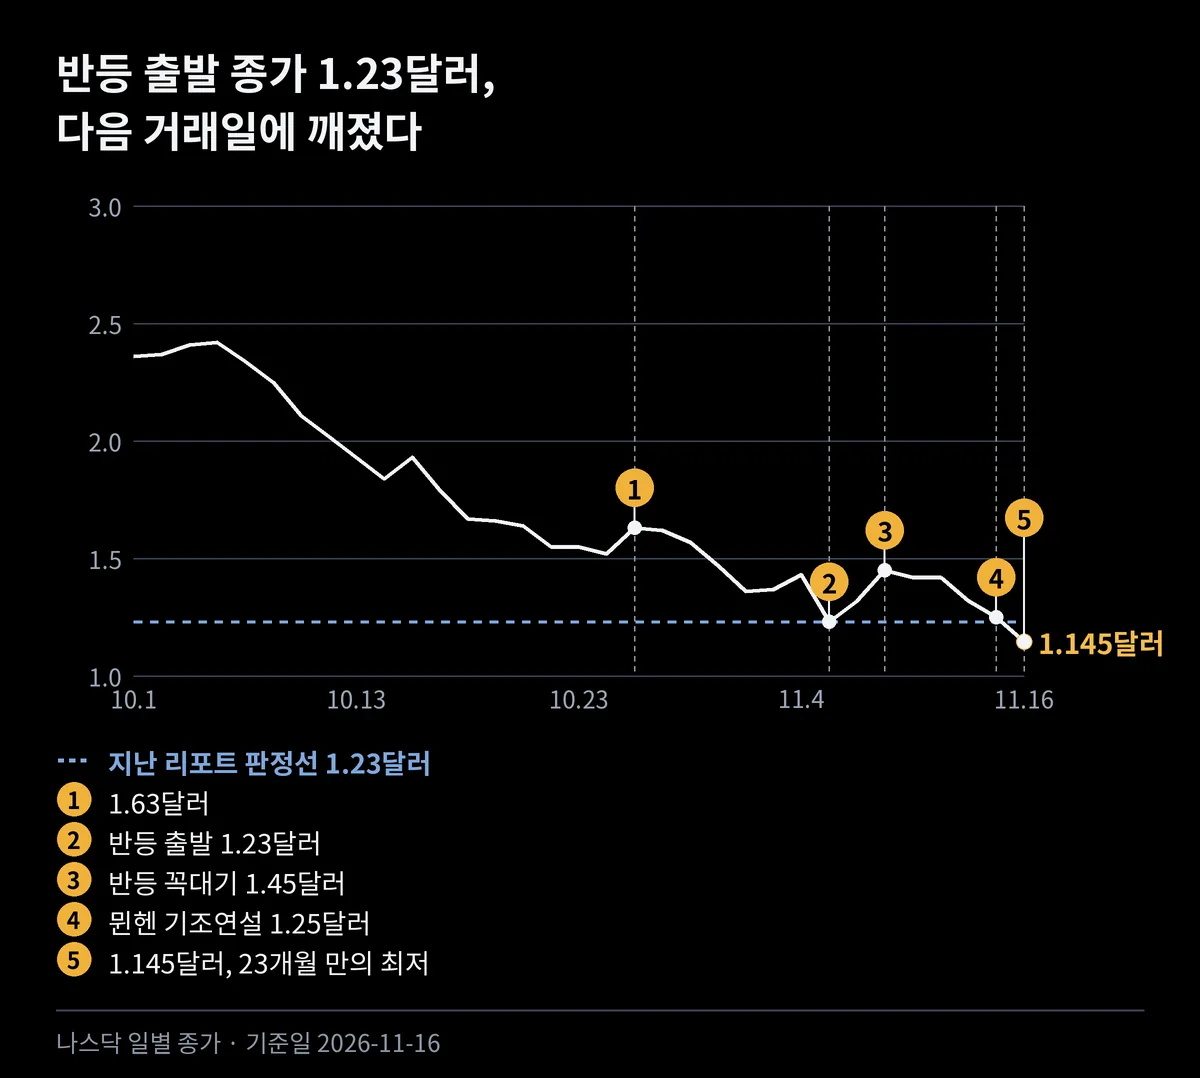 반등 출발 종가 1.23달러,
다음 거래일에 깨졌다
3.0
2.5
2.0
1.5
1.0
1
2
3
4
5
1.145달러
10.1
10.13
10.23
11.4
11.16
지난 리포트 판정선 1.23달러
1 1.63달러
2 반등 출발 1.23달러
3 반등 꼭대기 1.45달러
4 뮌헨 기조연설 1.25달러
5 1.145달러, 23개월 만의 최저
나스닥 일별 종가 · 기준일 2026-11-16